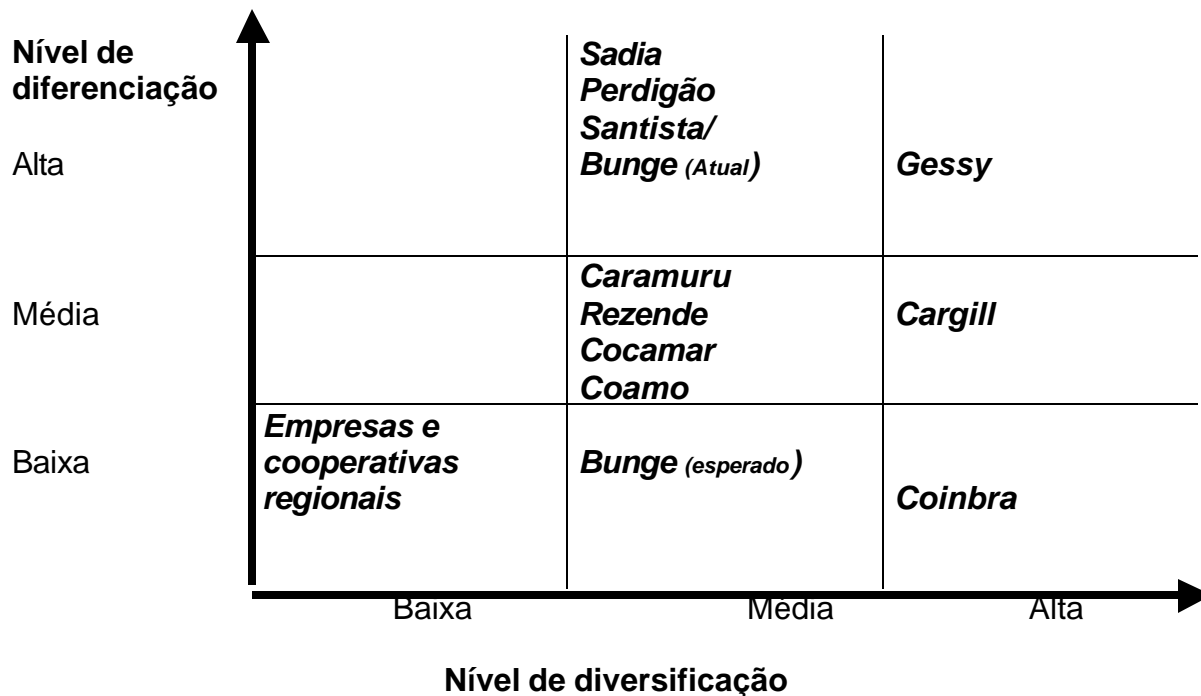 Nível de
diferenciação
Alta
Sadia
Perdigão
Santista/
Bunge (Atual)
Gessy
Média
Caramuru
Rezende
Cocamar
Coamo
Cargill
Baixa
Empresas e
cooperativas
regionais
Bunge (esperado)
Coinbra
Baixa
Média
Alta
Nível de diversificação